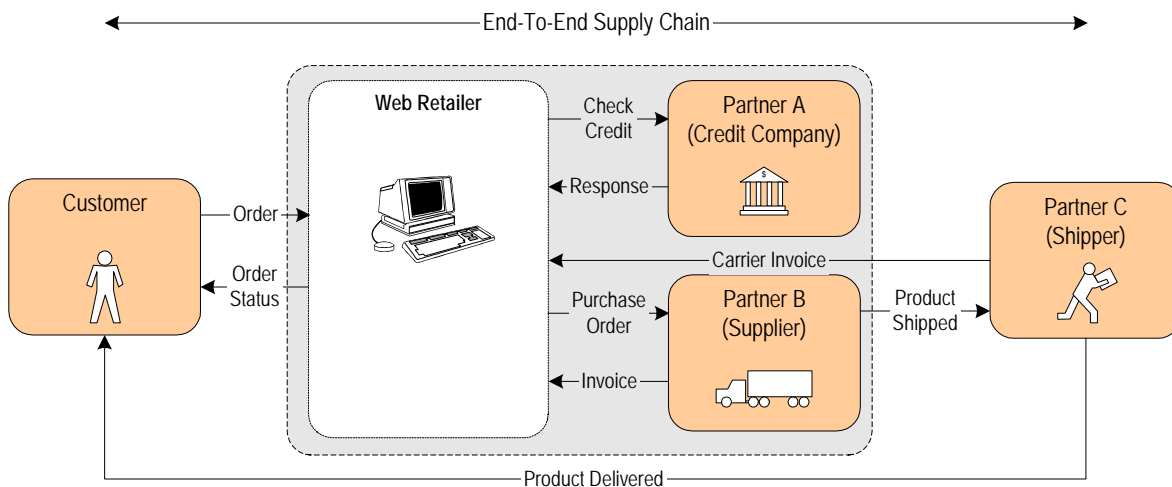 End-To-End Supply Chain
Web Retailer
Check
Credit
Partner A
(Credit Company)
$
Response
Customer
Order
Order
Status
Partner C
(Shipper)
Carrier Invoice
Purchase
Order
Partner B
(Supplier)
Product
Shipped
Invoice
Product Delivered